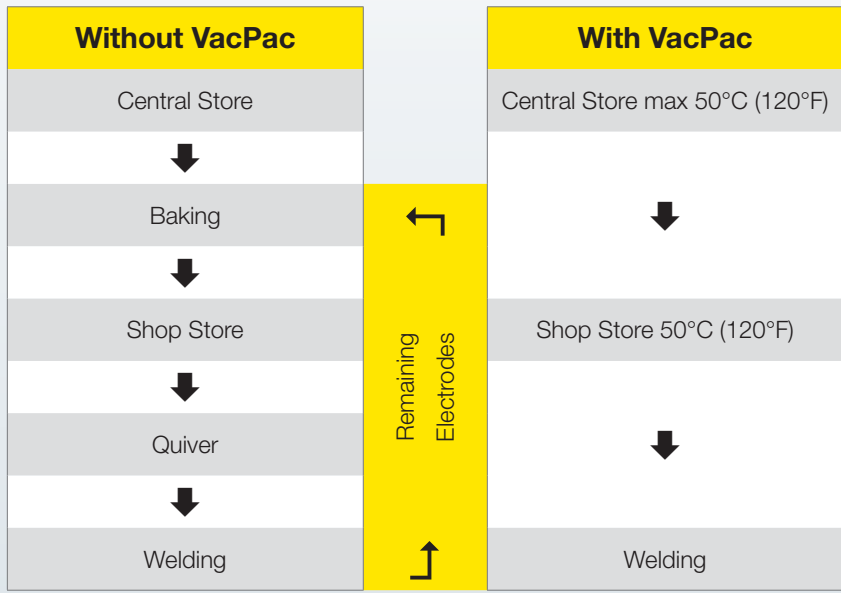 Without VacPac
Central Store
Baking
Shop Store
Quiver
Welding
Remaining
Electrodes
With VacPac
Central Store max 50°C (120°F)
Shop Store 50°C (120°F)
Welding